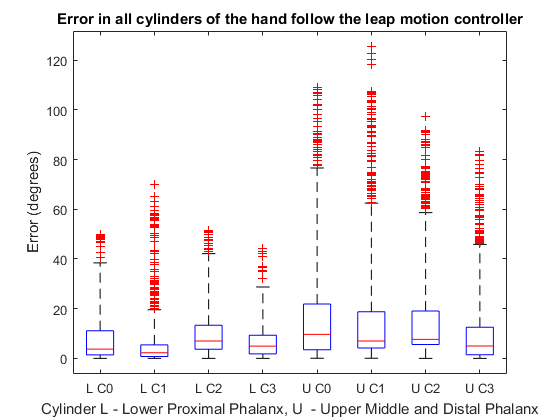 Error in all cylinders of the hand follow the leap motion controller
120
100
80
60
40
20
0
Error (degrees)
L C0 L C1 L C2 L C3 U C0 U C1 U C2 U C3
Cylinder L - Lower Proximal Phalanx, U - Upper Middle and Distal Phalanx